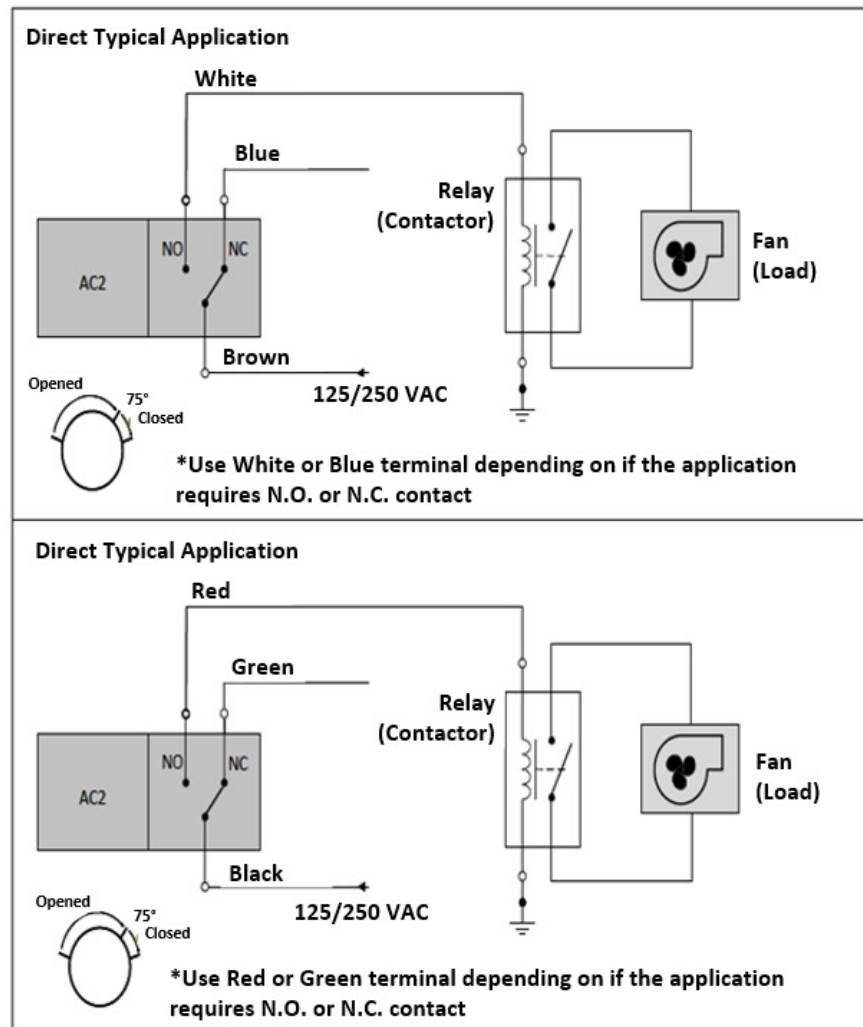 Direct Typical Application
White
Blue
Relay
(Contactor)
NO
NC
Fan
(Load)
AC2
Brown
125/250 VAC
Opened
75°
Closed
*Use White or Blue terminal depending on if the application
requires N.O. or N.C. contact
Direct Typical Application
Red
Green
Relay
(Contactor)
NO
NC
Fan
(Load)
AC2
Black
125/250 VAC
Opened
75°
Closed
*Use Red or Green terminal depending on if the application
requires N.O. or N.C. contact